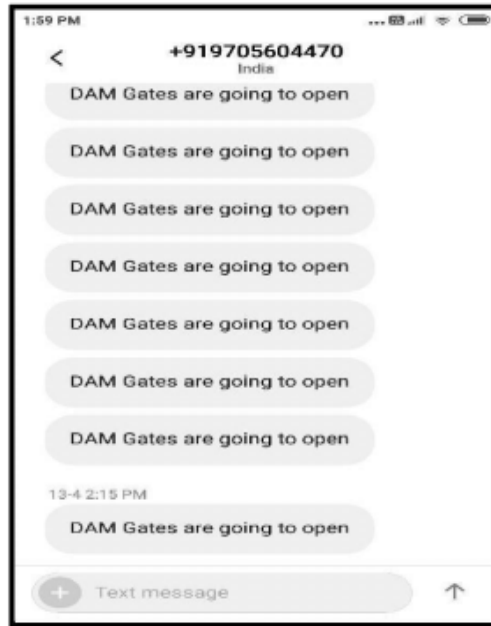 1:59 PM
+919705604470
India
DAM Gates are going to open
DAM Gates are going to open
DAM Gates are going to open
DAM Gates are going to open
DAM Gates are going to open
DAM Gates are going to open
DAM Gates are going to open
13-4 2:15 PM
DAM Gates are going to open
Text message